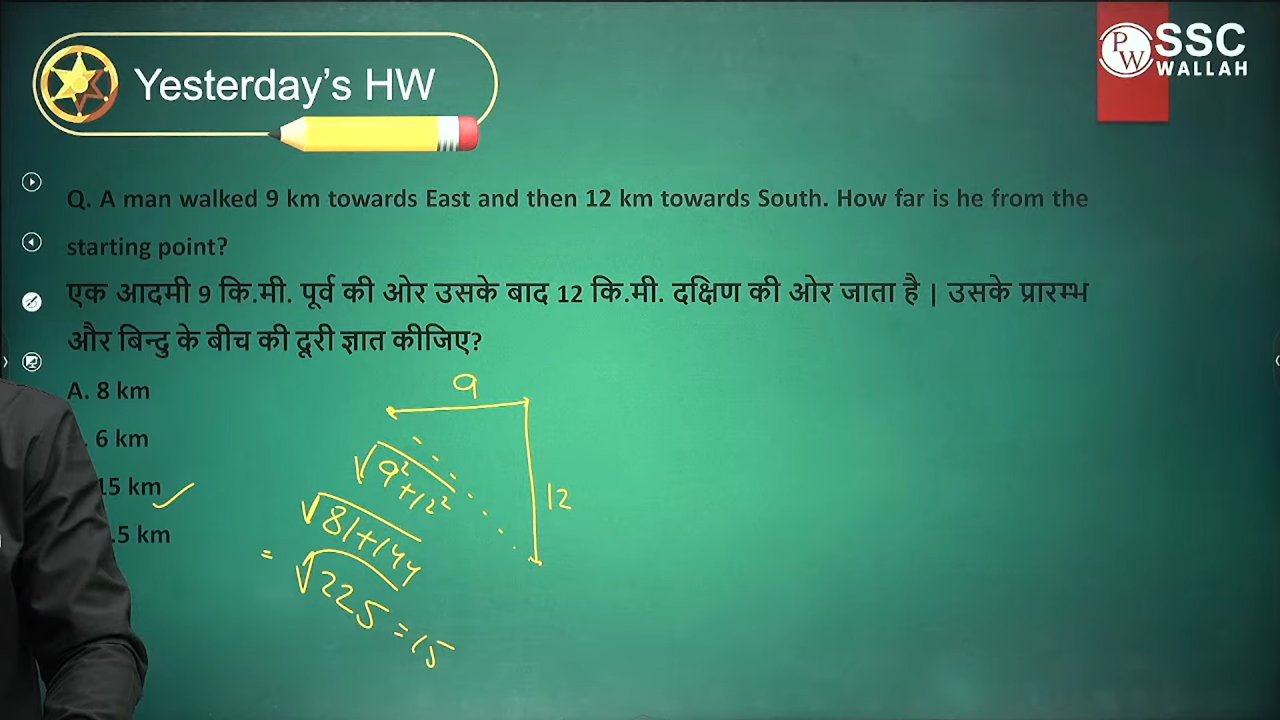 Yesterday's HW
PW SSC
WALLAH
Q. A man walked 9 km towards East and then 12 km towards South. How far is he from the
starting point?
एक आदमी 9 कि.मी. पूर्व की ओर उसके बाद 12 कि.मी. दक्षिण की ओर जाता है | उसके प्रारम्भ
और बिन्दु के बीच की दूरी ज्ञात कीजिए?
A. 8 km
. 6 km
15 km
.5 km
9
12
√9²+12²
√81+144
= √225 = 15